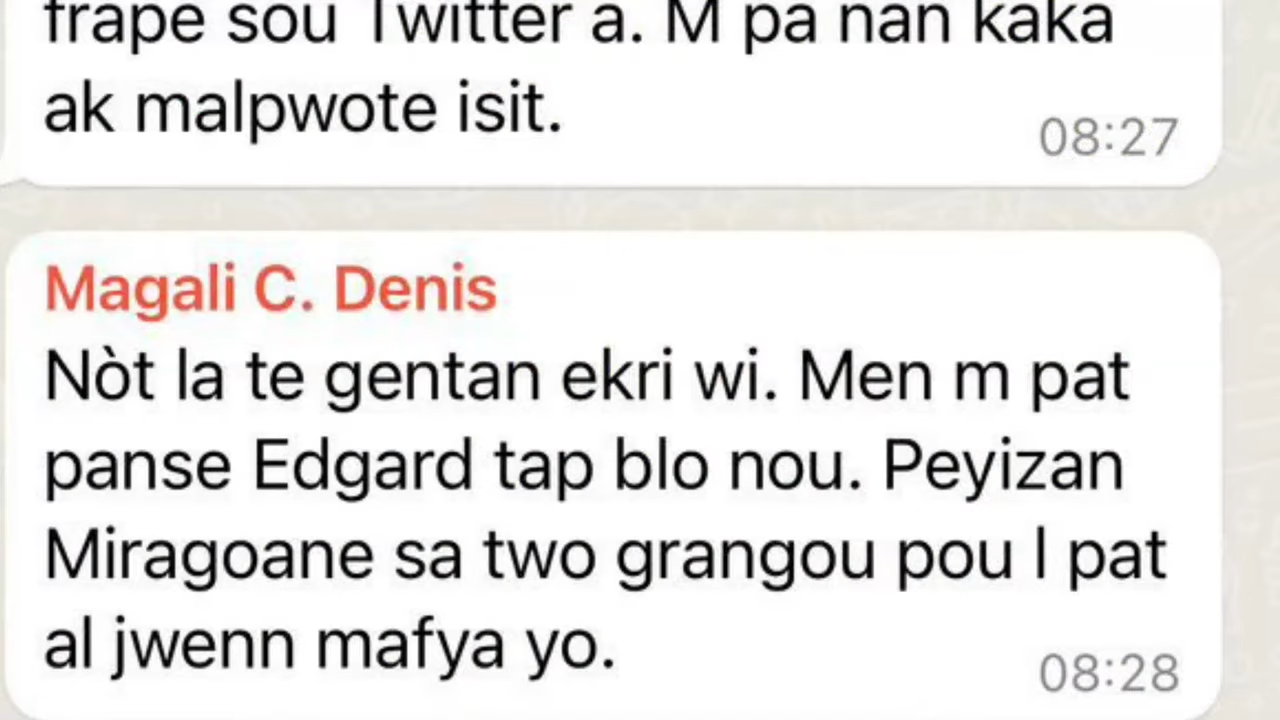 frape sou Twitter a. M pa nan kaka
ak malpwote isit.
08:27
Magali C. Denis
Nòt la te gentan ekri wi. Men m pat
panse Edgard tap blo nou. Peyizan
Miragoane sa two grangou pou l pat
al jwenn mafya yo.
08:28